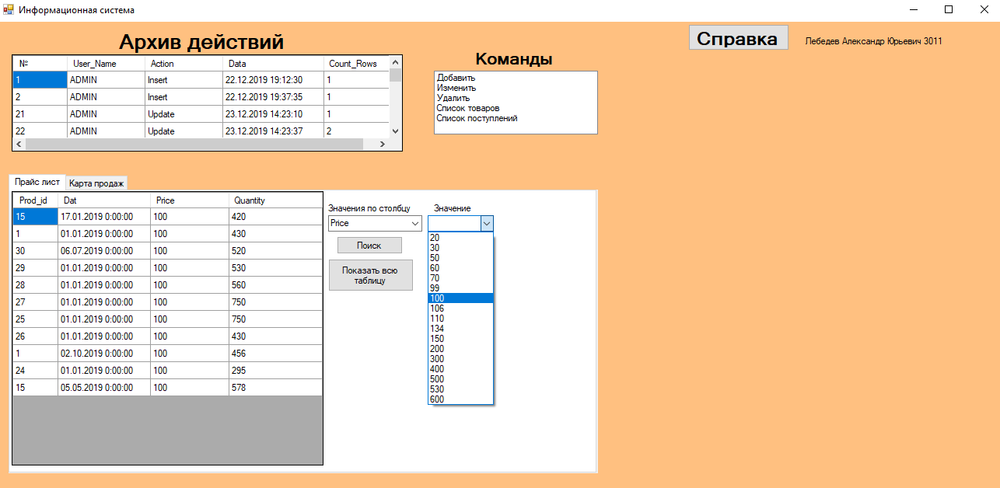 Информационная система
Справка
Лебедев Александр Юрьевич 3011
Архив действий
№ User_Name Action Data Count_Rows
1 ADMIN Insert 22.12.2019 19:12:30 1
2 ADMIN Insert 22.12.2019 19:37:35 1
21 ADMIN Update 23.12.2019 14:23:10 1
22 ADMIN Update 23.12.2019 14:23:37 2
Команды
Добавить
Изменить
Удалить
Список товаров
Список поступлений
Прайс лист Карта продаж
Prod_id Dat Price Quantity
15 17.01.2019 0:00:00 100 420
1 01.01.2019 0:00:00 100 430
30 06.07.2019 0:00:00 100 520
29 01.01.2019 0:00:00 100 530
28 01.01.2019 0:00:00 100 560
27 01.01.2019 0:00:00 100 750
25 01.01.2019 0:00:00 100 750
26 01.01.2019 0:00:00 100 430
1 02.10.2019 0:00:00 100 456
24 01.01.2019 0:00:00 100 295
15 05.05.2019 0:00:00 100 578
Значения по столбцу
Price
Поиск
Показать всю
таблицу
Значение
20
30
50
60
70
99
100
106
110
134
150
200
300
400
500
530
600